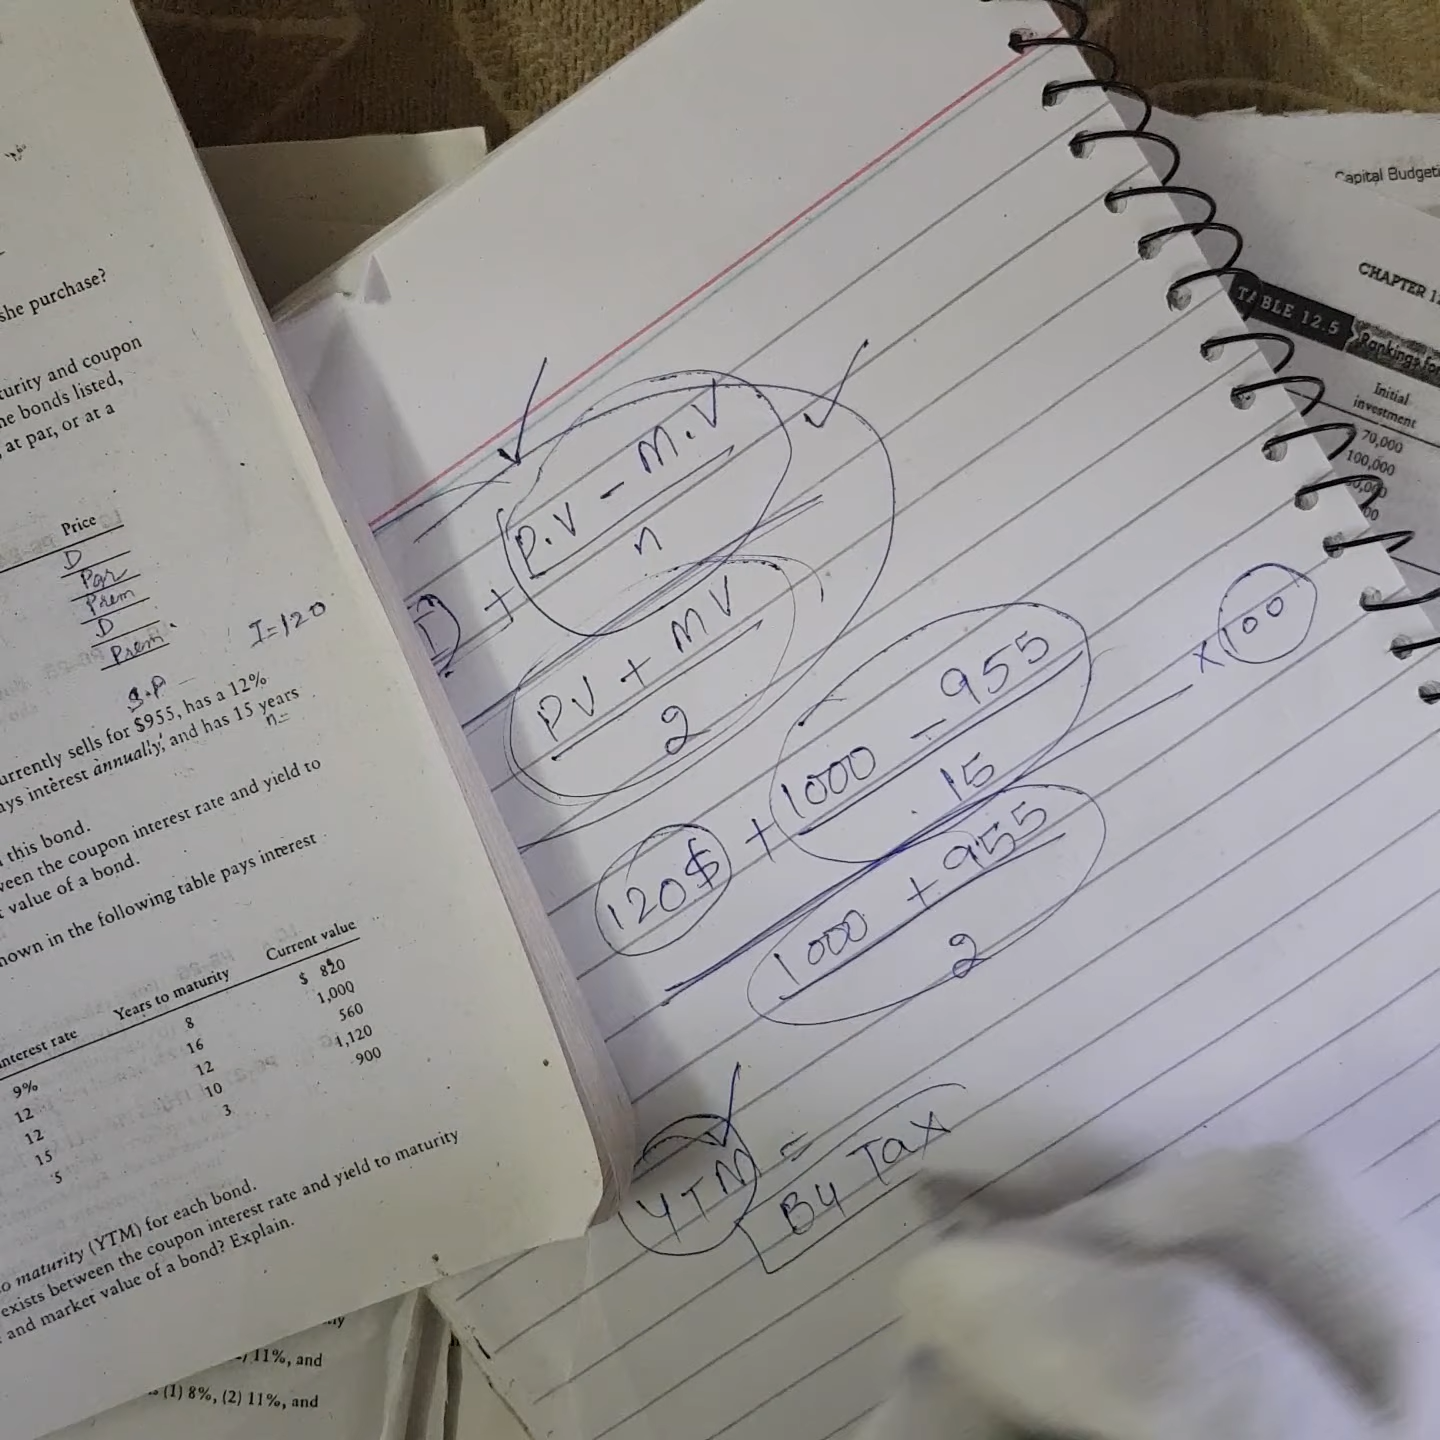 she purchase?
turity and coupon
he bonds listed,
at par, or at a
Price
D
Par
Prem
D
Prem.
I=120
S.P
urrently sells for $955, has a 12%
ays interest annually, and has 15 years
n=
this bond.
ween the coupon interest rate and yield to
value of a bond.
hown in the following table pays interest
nterest rate Years to maturity Current value
9% 8 $ 820
12 16 1,000
12 12 560
15 10 1,120
5 3 900
o maturity (YTM) for each bond.
exists between the coupon interest rate and yield to maturity
and market value of a bond? Explain.
11%, and
(1) 8%, (2) 11%, and
I + P.V - M.V
n
PV + MV
2
120$ + 1000 - 955
15
1000 + 955
2
x 100
YTM =
B4 Tax
Capital Budgeti
CHAPTER 1
TABLE 12.5 Rankings for
Initial
investment
70,000
100,000